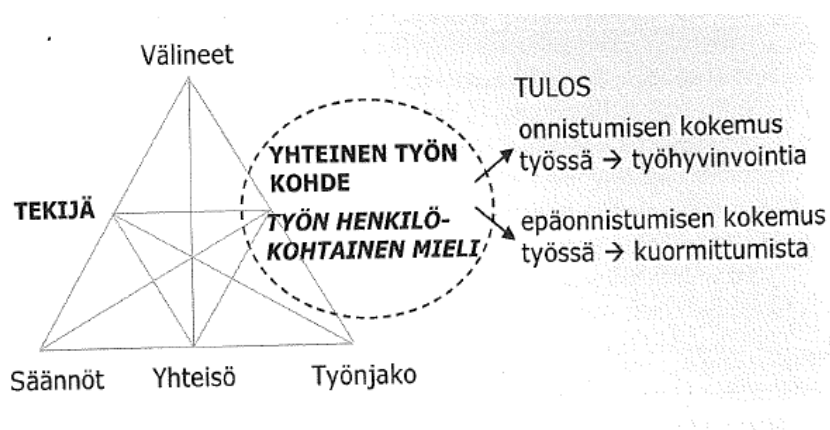 Välineet
TULOS
onnistumisen kokemus
työssä → työhyvinvointia
YHTEINEN TYÖN
KOHDE
TEKIJÄ
TYÖN HENKILÖ-
KOHTAINEN MIELI
epäonnistumisen kokemus
työssä → kuormittumista
Säännöt
Yhteisö
Työnjako